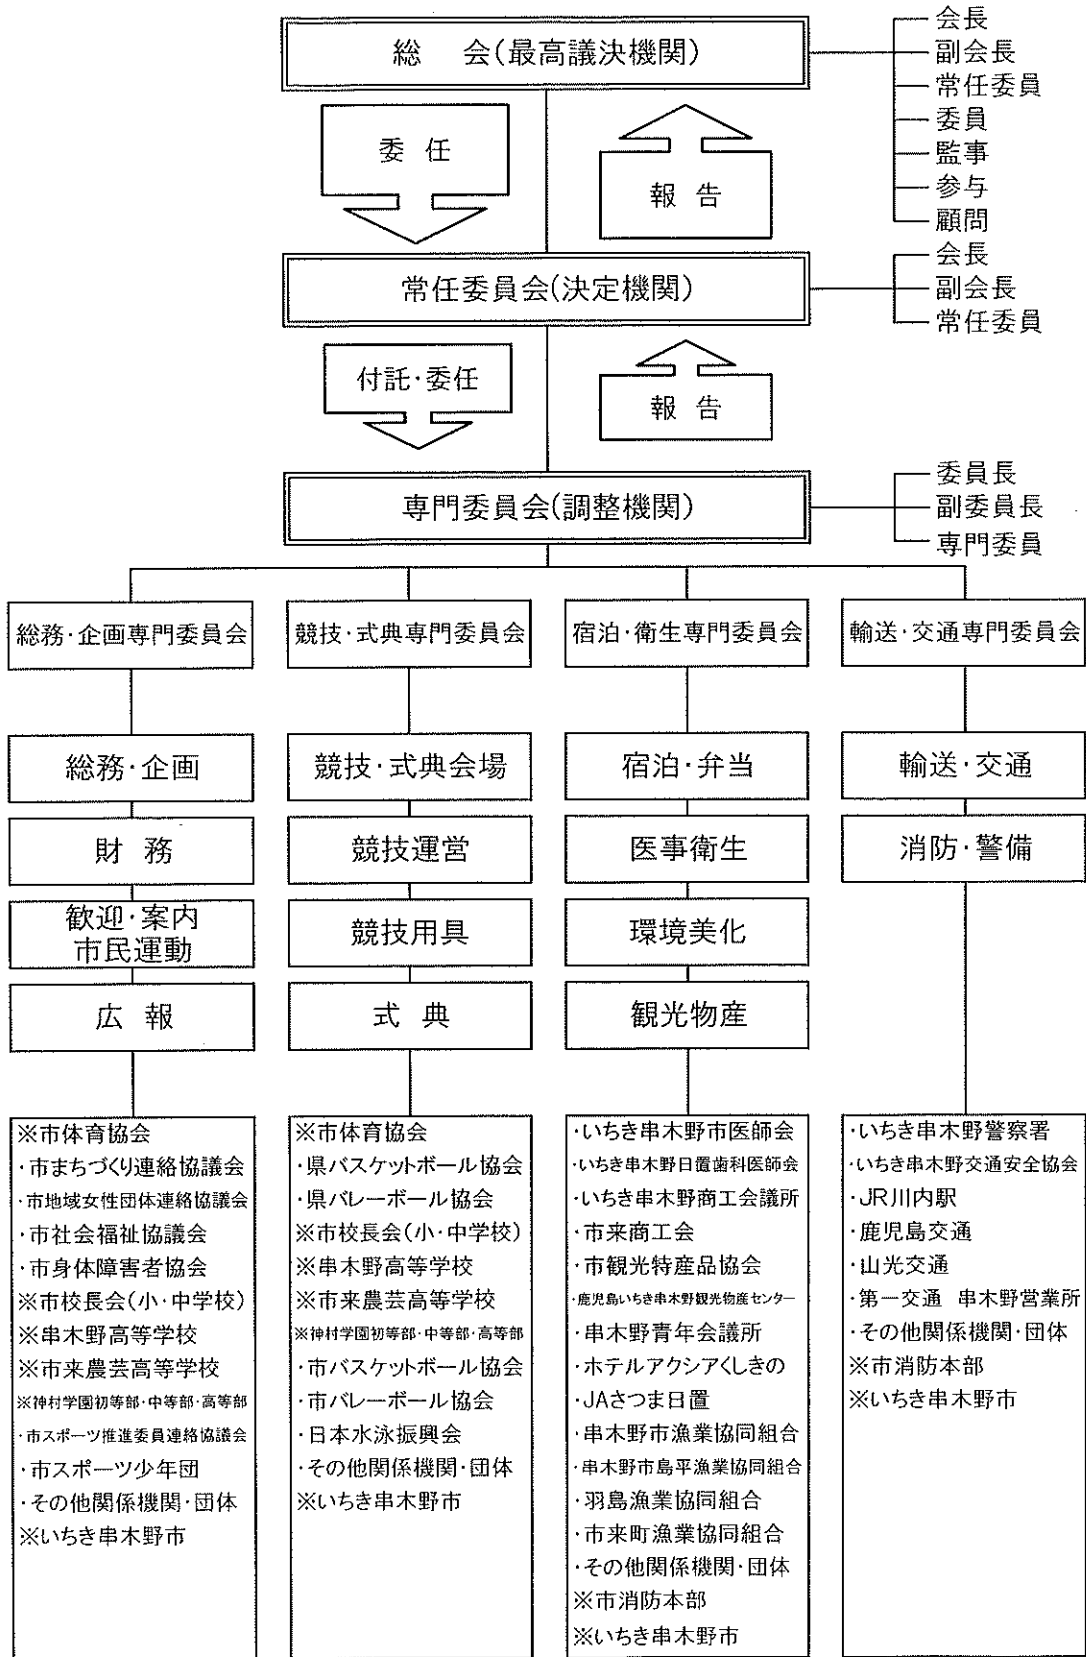 総　会(最高議決機関)
会長
副会長
常任委員
委員
監事
参与
顧問
委 任
報 告
常任委員会(決定機関)
会長
副会長
常任委員
付託・委任
報 告
専門委員会(調整機関)
委員長
副委員長
専門委員
総務・企画専門委員会
総務・企画
財 務
歓迎・案内
市民運動
広 報
※市体育協会
・市まちづくり連絡協議会
・市地域女性団体連絡協議会
・市社会福祉協議会
・市身体障害者協会
※市校長会(小・中学校)
※串木野高等学校
※市来農芸高等学校
※神村学園初等部・中等部・高等部
・市スポーツ推進委員連絡協議会
・市スポーツ少年団
・その他関係機関・団体
※いちき串木野市
競技・式典専門委員会
競技・式典会場
競技運営
競技用具
式 典
※市体育協会
・県バスケットボール協会
・県バレーボール協会
※市校長会(小・中学校)
※串木野高等学校
※市来農芸高等学校
※神村学園初等部・中等部・高等部
・市バスケットボール協会
・市バレーボール協会
・日本水泳振興会
・その他関係機関・団体
※いちき串木野市
宿泊・衛生専門委員会
宿泊・弁当
医事衛生
環境美化
観光物産
・いちき串木野市医師会
・いちき串木野日置歯科医師会
・いちき串木野商工会議所
・市来商工会
・市観光特産品協会
・鹿児島いちき串木野観光物産センター
・串木野青年会議所
・ホテルアクシアくしきの
・JAさつま日置
・串木野市漁業協同組合
・串木野市島平漁業協同組合
・羽島漁業協同組合
・市来町漁業協同組合
・その他関係機関・団体
※市消防本部
※いちき串木野市
輸送・交通専門委員会
輸送・交通
消防・警備
・いちき串木野警察署
・いちき串木野交通安全協会
・JR川内駅
・鹿児島交通
・山光交通
・第一交通　串木野営業所
・その他関係機関・団体
※市消防本部
※いちき串木野市